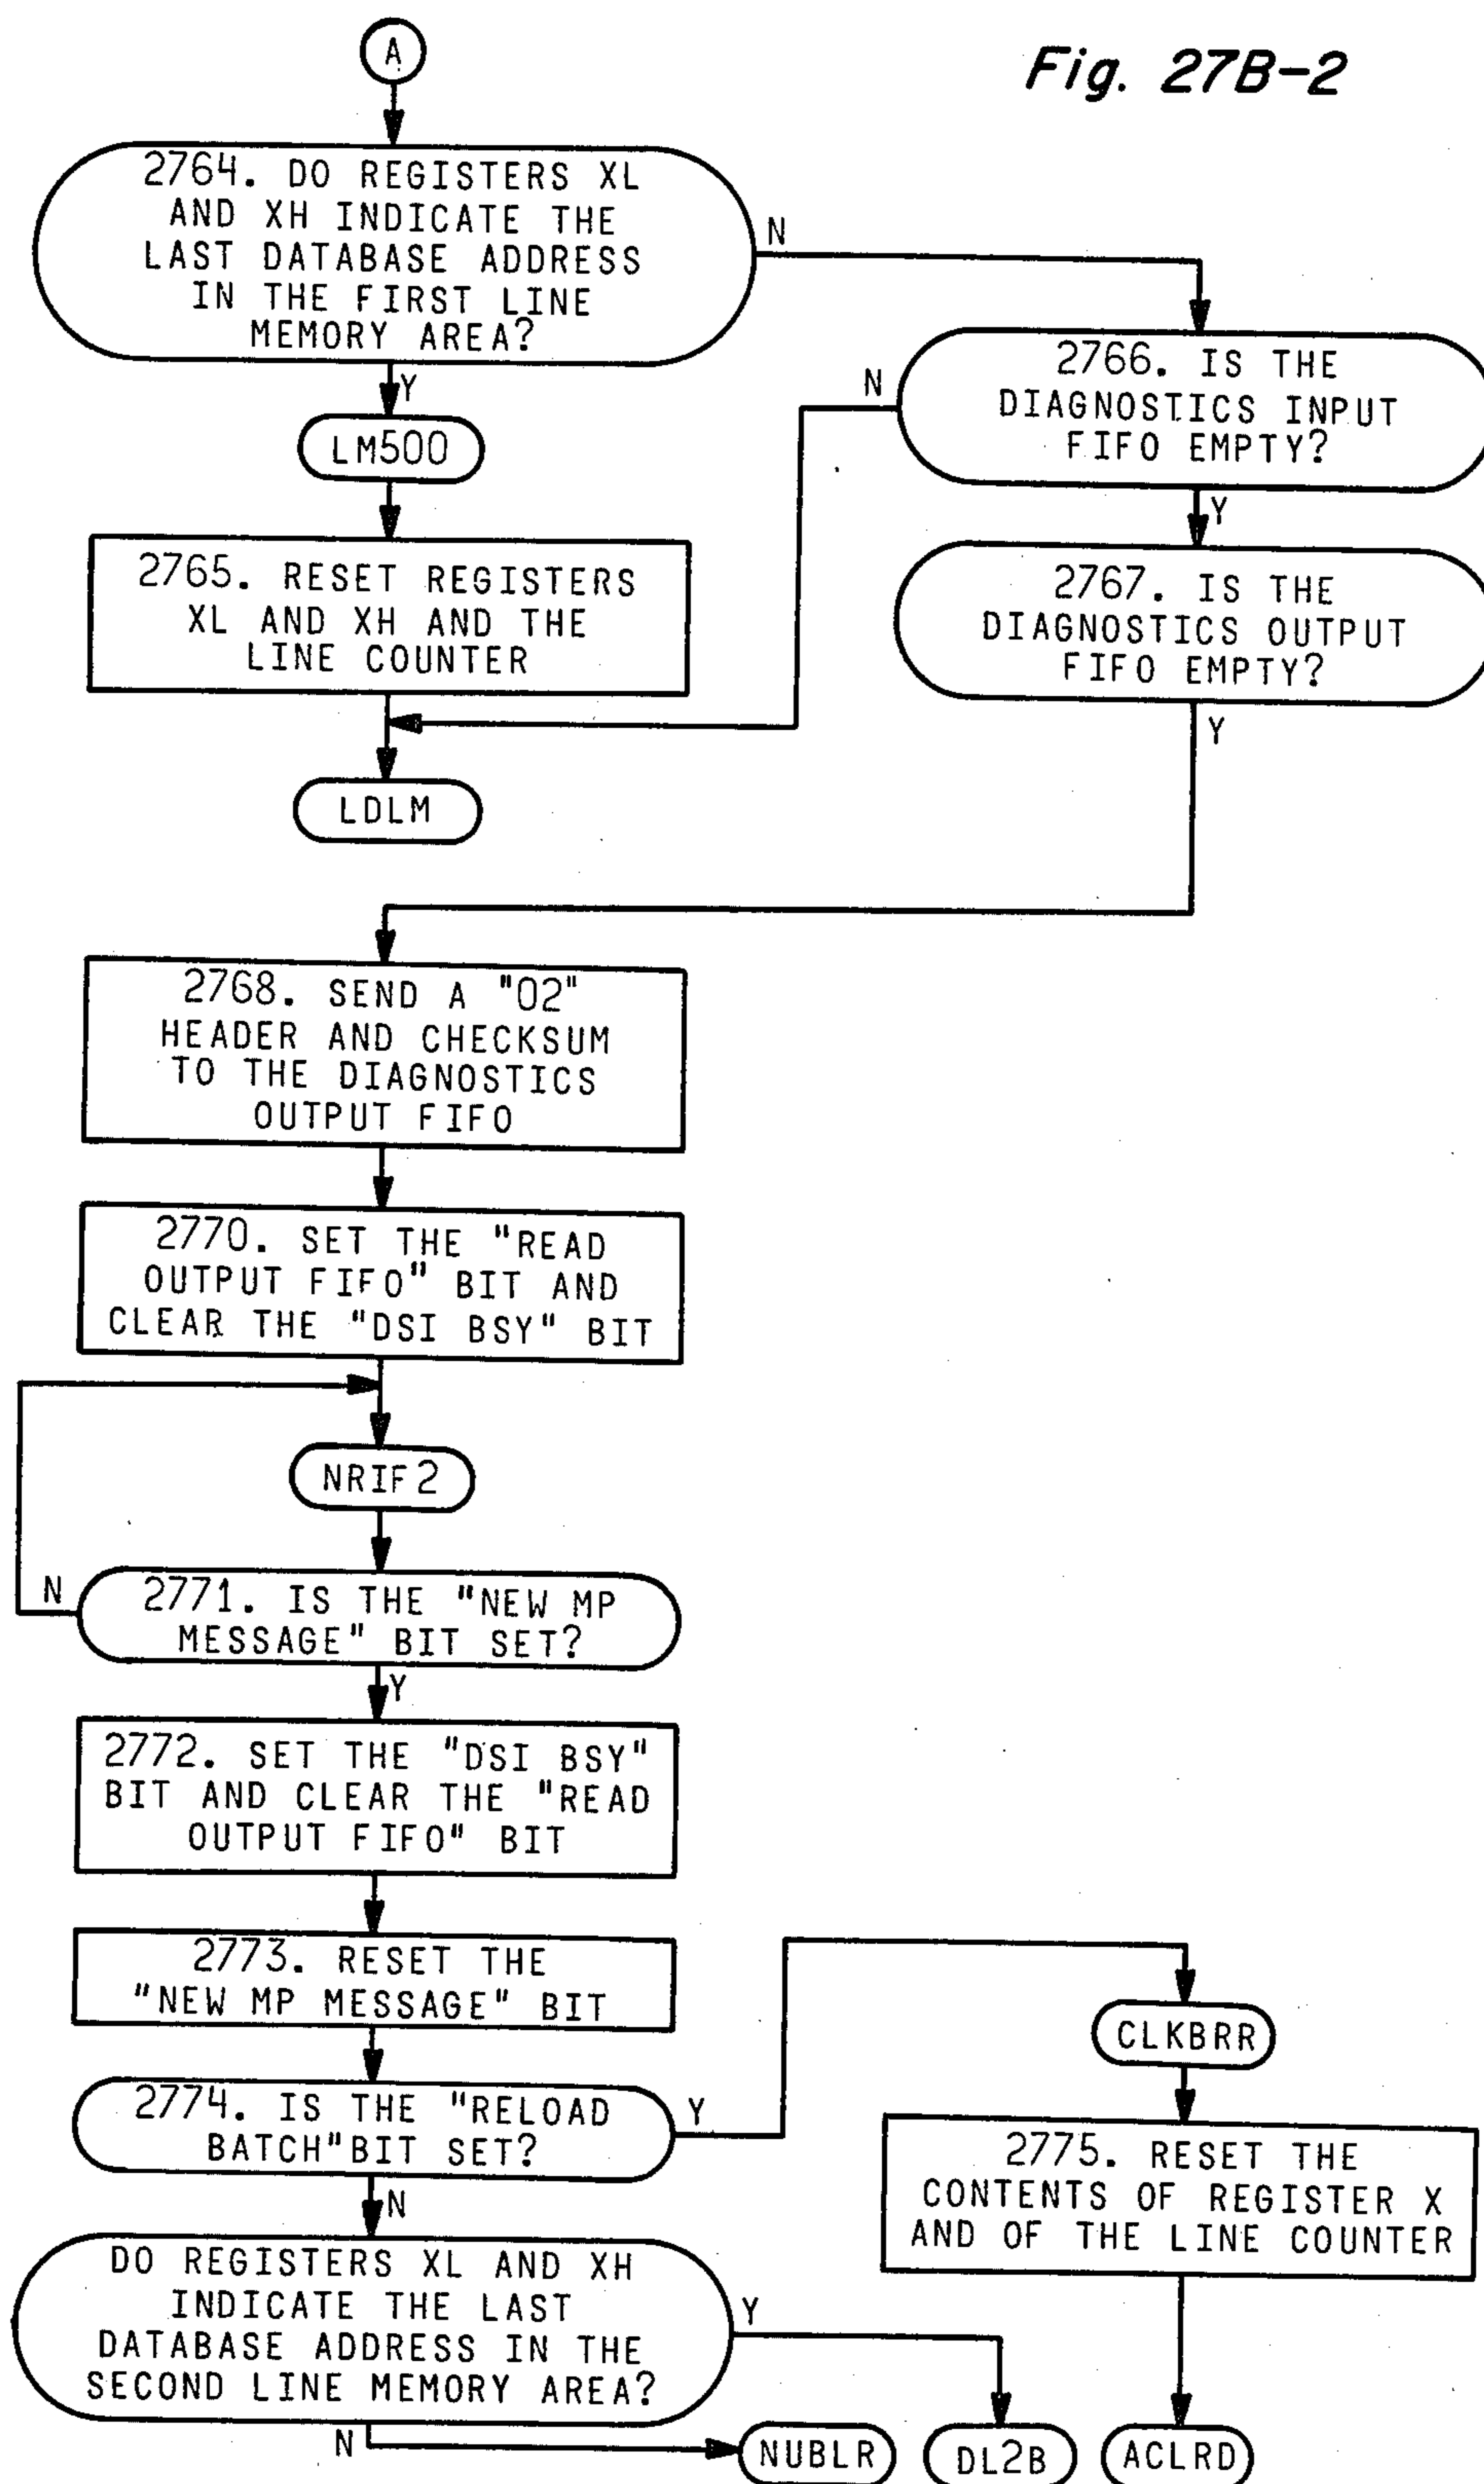 A
Fig. 27B-2
2764. DO REGISTERS XL
AND XH INDICATE THE
LAST DATABASE ADDRESS
IN THE FIRST LINE
MEMORY AREA?
N
Y
LM500
2765. RESET REGISTERS
XL AND XH AND THE
LINE COUNTER
LDLM
2766. IS THE
DIAGNOSTICS INPUT
FIFO EMPTY?
N
Y
2767. IS THE
DIAGNOSTICS OUTPUT
FIFO EMPTY?
Y
2768. SEND A "02"
HEADER AND CHECKSUM
TO THE DIAGNOSTICS
OUTPUT FIFO
2770. SET THE "READ
OUTPUT FIFO" BIT AND
CLEAR THE "DSI BSY" BIT
NRIF2
2771. IS THE "NEW MP
MESSAGE" BIT SET?
N
Y
2772. SET THE "DSI BSY"
BIT AND CLEAR THE "READ
OUTPUT FIFO" BIT
2773. RESET THE
"NEW MP MESSAGE" BIT
2774. IS THE "RELOAD
BATCH"BIT SET?
Y
N
CLKBRR
2775. RESET THE
CONTENTS OF REGISTER X
AND OF THE LINE COUNTER
DO REGISTERS XL AND XH
INDICATE THE LAST
DATABASE ADDRESS IN THE
SECOND LINE MEMORY AREA?
Y
N
NUBLR
DL2B
ACLRD